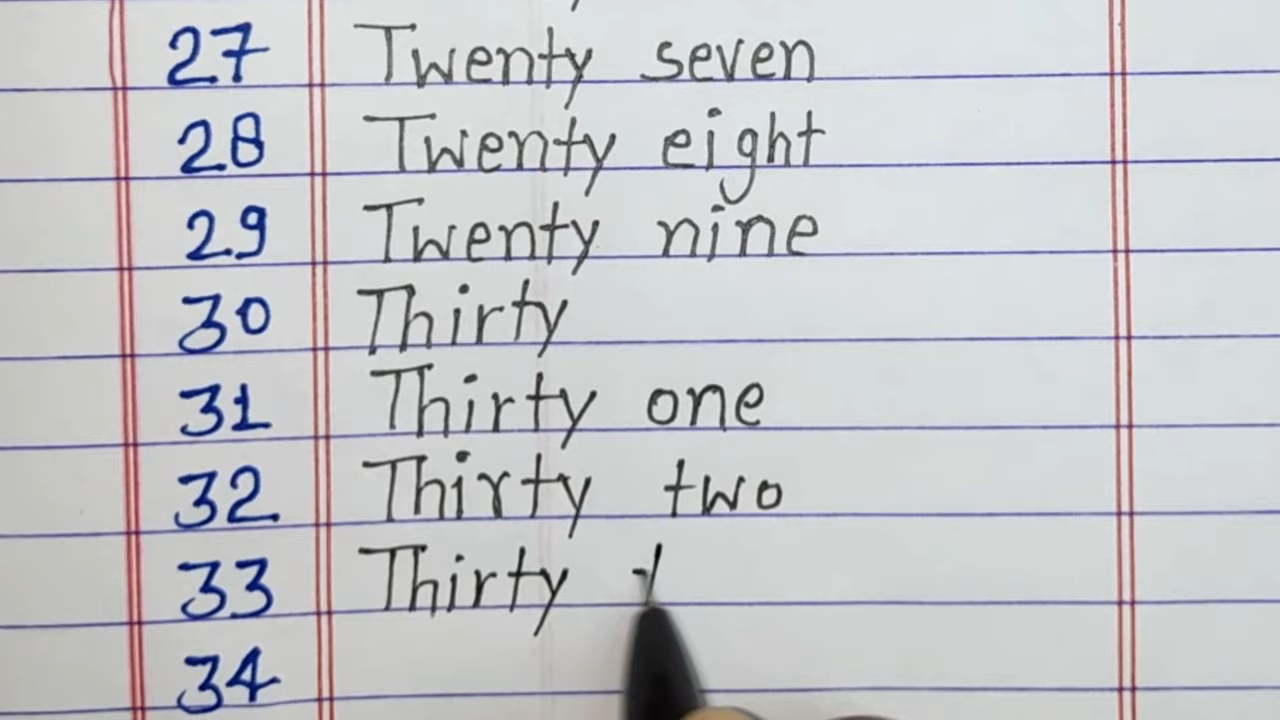 27 Twenty seven
28 Twenty eight
29 Twenty nine
30 Thirty
31 Thirty one
32 Thirty two
33 Thirty t
34